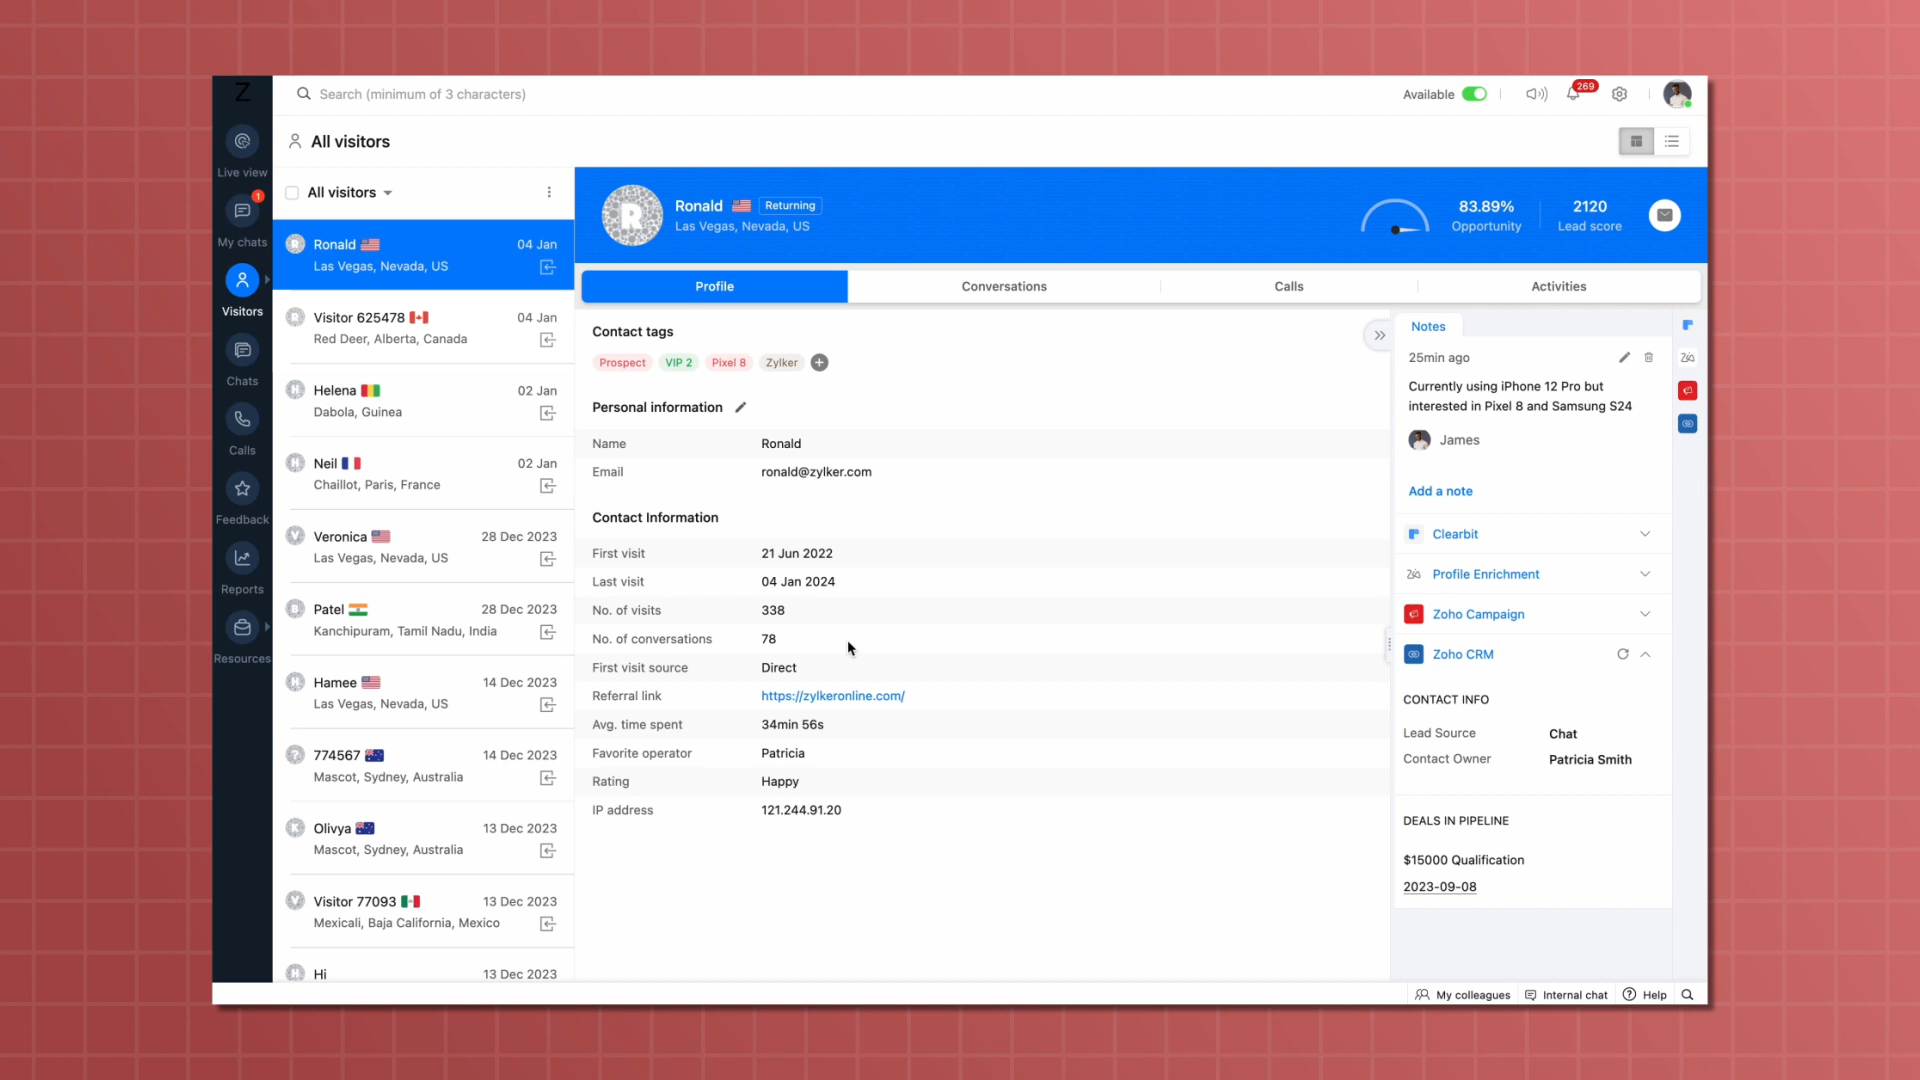 Z
Search (minimum of 3 characters)
Available
269
All visitors
Live view
1
My chats
Visitors
Chats
Calls
Feedback
Reports
Resources
All visitors
Ronald 04 Jan
Las Vegas, Nevada, US
Visitor 625478 04 Jan
Red Deer, Alberta, Canada
Helena 02 Jan
Dabola, Guinea
Neil 02 Jan
Chaillot, Paris, France
Veronica 28 Dec 2023
Las Vegas, Nevada, US
Patel 28 Dec 2023
Kanchipuram, Tamil Nadu, India
Hamee 14 Dec 2023
Las Vegas, Nevada, US
774567 14 Dec 2023
Mascot, Sydney, Australia
Olivya 13 Dec 2023
Mascot, Sydney, Australia
Visitor 77093 13 Dec 2023
Mexicali, Baja California, Mexico
Hi 13 Dec 2023
R
Ronald Returning
Las Vegas, Nevada, US
83.89%
Opportunity
2120
Lead score
Profile Conversations Calls Activities
Contact tags
Prospect VIP 2 Pixel 8 Zylker
Personal information
Name Ronald
Email ronald@zylker.com
Contact Information
First visit 21 Jun 2022
Last visit 04 Jan 2024
No. of visits 338
No. of conversations 78
First visit source Direct
Referral link https://zylkeronline.com/
Avg. time spent 34min 56s
Favorite operator Patricia
Rating Happy
IP address 121.244.91.20
Notes
25min ago
Currently using iPhone 12 Pro but
interested in Pixel 8 and Samsung S24
James
Add a note
Clearbit
Profile Enrichment
Zoho Campaign
Zoho CRM
CONTACT INFO
Lead Source Chat
Contact Owner Patricia Smith
DEALS IN PIPELINE
$15000 Qualification
2023-09-08
My colleagues Internal chat Help